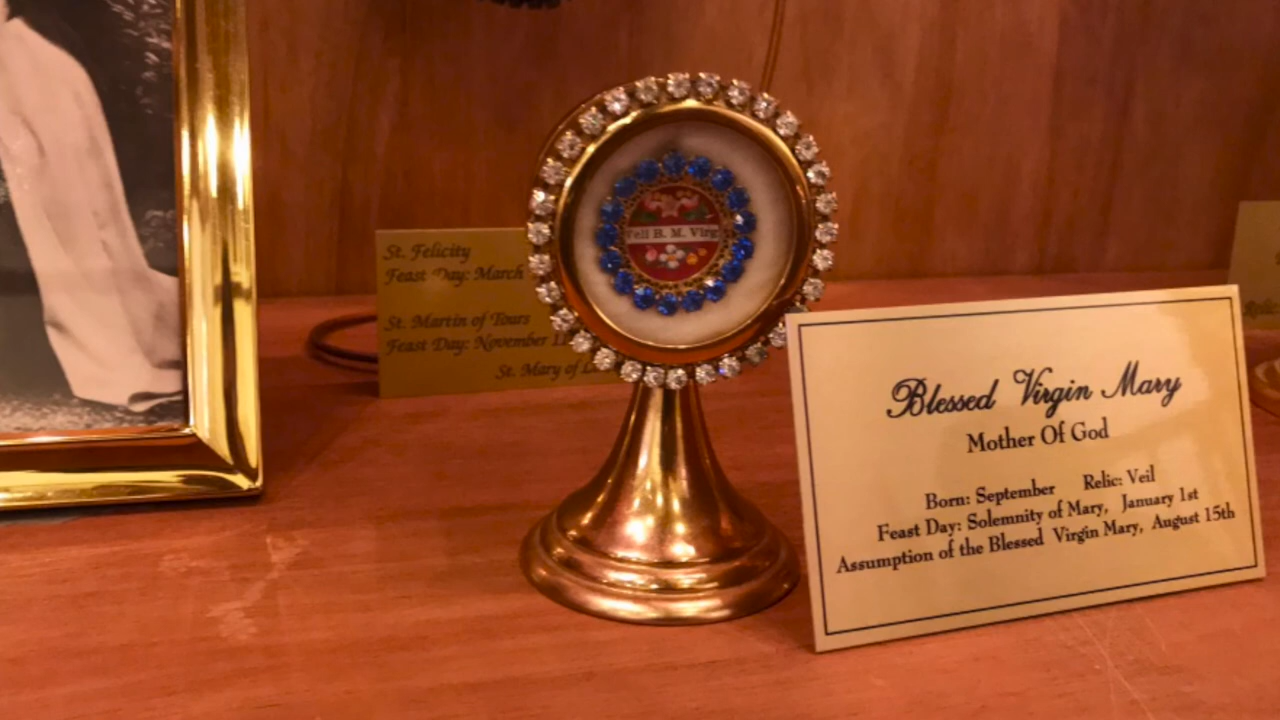 St. Felicity
Feast Day: March
St. Martin of Tours
Feast Day: November 11
St. Mary of
Veil B. M. Virg.
Blessed Virgin Mary
Mother Of God
Born: September Relic: Veil
Feast Day: Solemnity of Mary, January 1st
Assumption of the Blessed Virgin Mary, August 15th